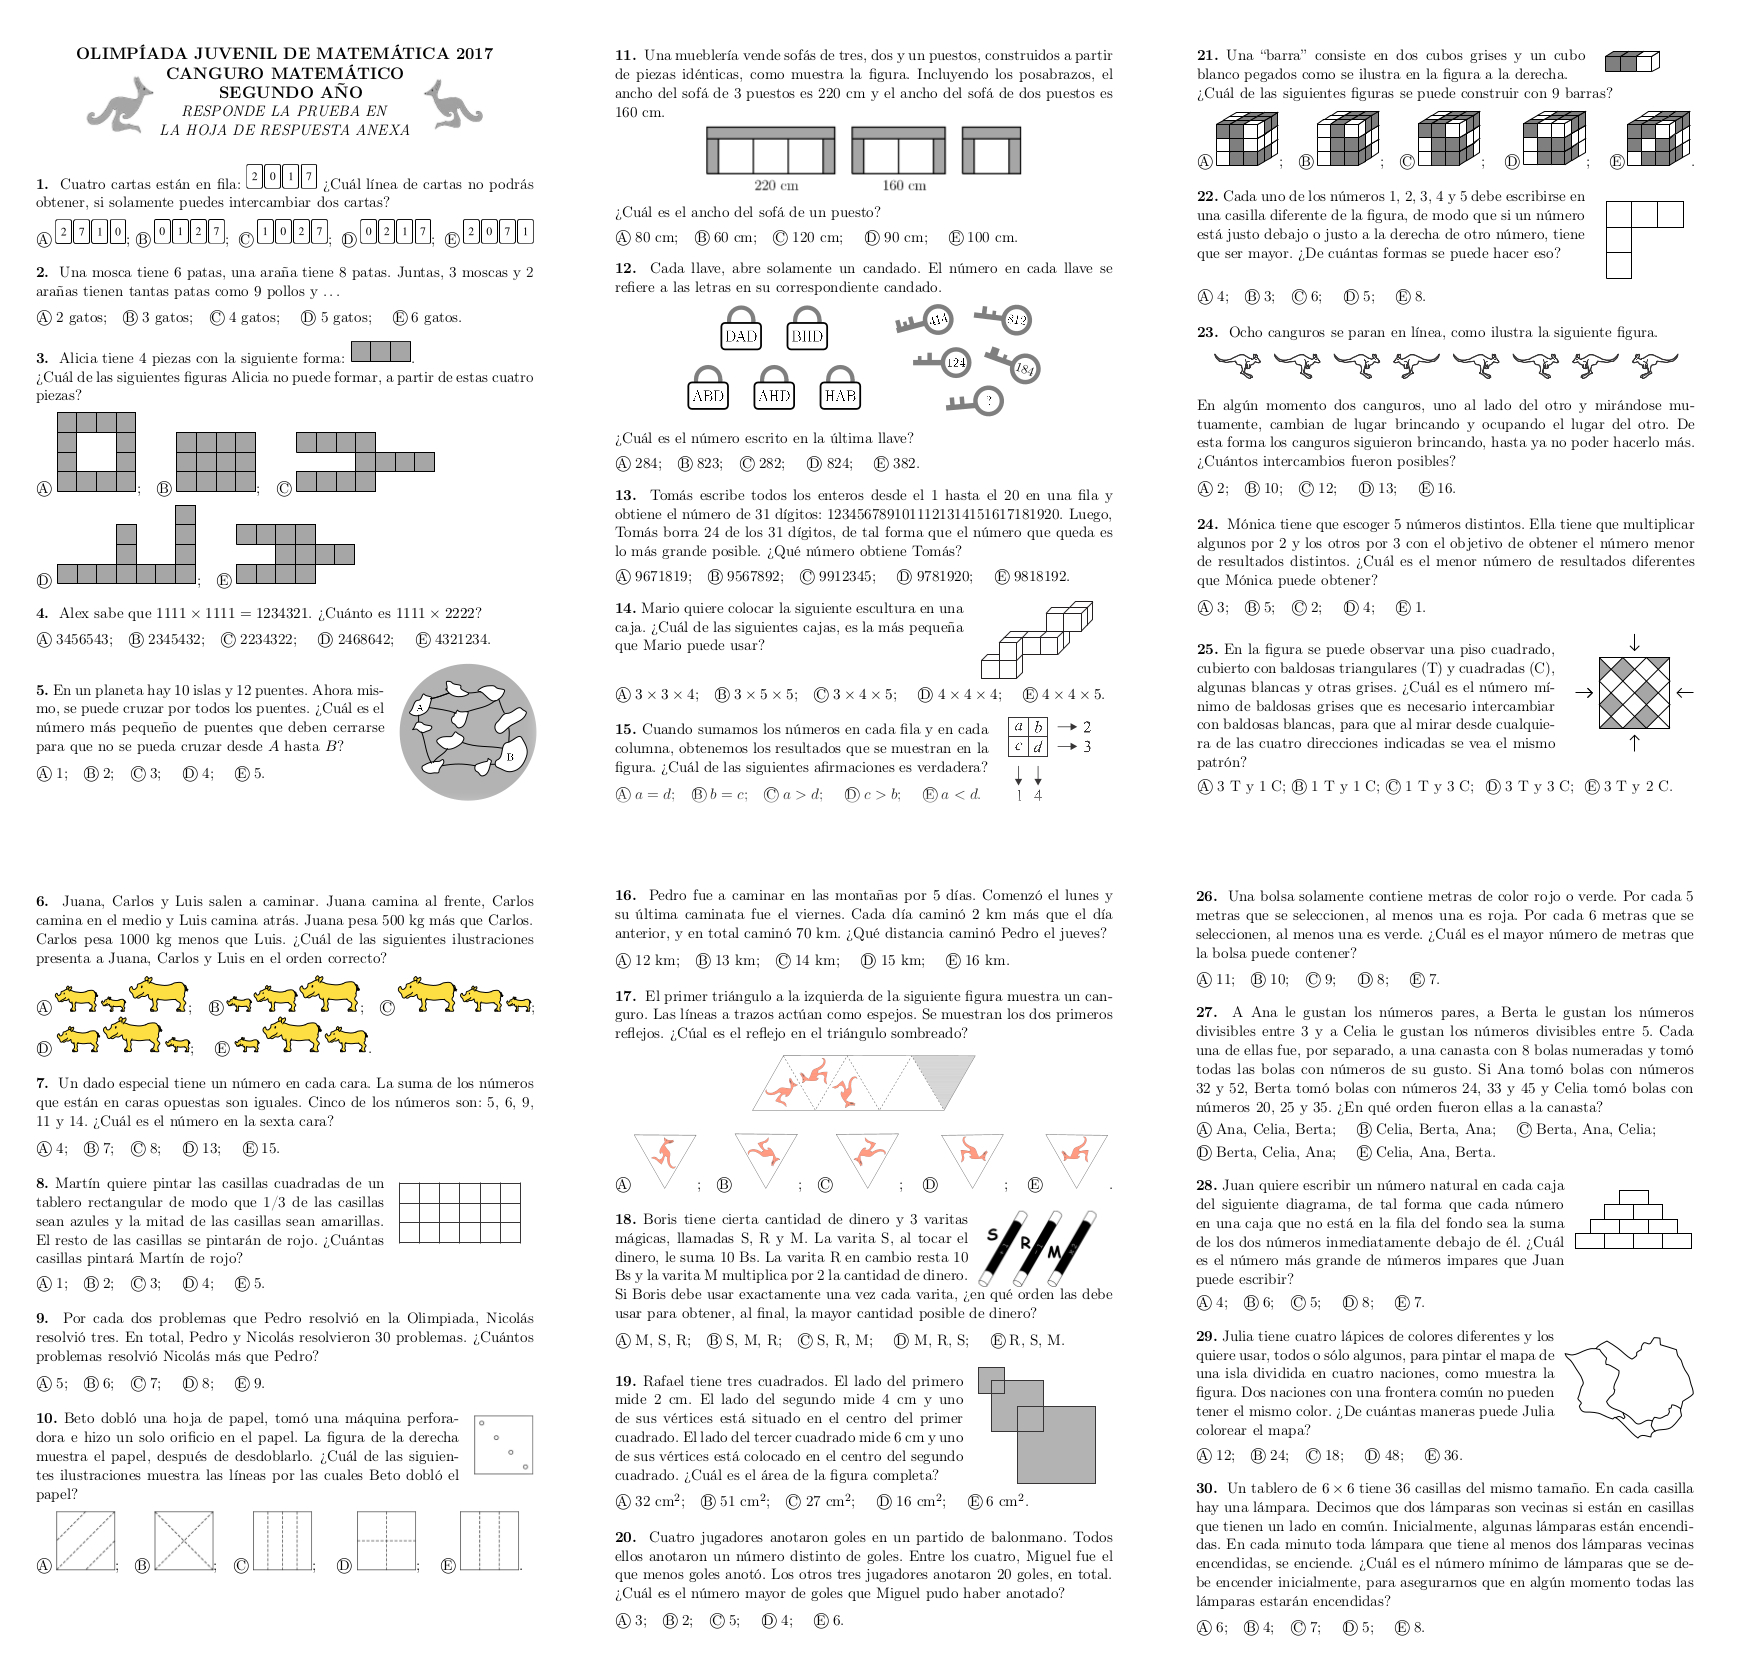 OLIMPÍADA JUVENIL DE MATEMÁTICA 2017
CANGURO MATEMÁTICO
SEGUNDO AÑO
RESPONDE LA PRUEBA EN
LA HOJA DE RESPUESTA ANEXA
1. Cuatro cartas están en fila: 2 0 1 7 ¿Cuál línea de cartas no podrás
obtener, si solamente puedes intercambiar dos cartas?
A 2 7 1 0; B 0 1 2 7; C 1 0 2 7; D 0 2 1 7; E 2 0 7 1
2. Una mosca tiene 6 patas, una araña tiene 8 patas. Juntas, 3 moscas y 2
arañas tienen tantas patas como 9 pollos y ...
A 2 gatos; B 3 gatos; C 4 gatos; D 5 gatos; E 6 gatos.
3. Alicia tiene 4 piezas con la siguiente forma: .
¿Cuál de las siguientes figuras Alicia no puede formar, a partir de estas cuatro
piezas?
A ; B ; C
D ; E
4. Alex sabe que 1111 × 1111 = 1234321. ¿Cuánto es 1111 × 2222?
A 3456543; B 2345432; C 2234322; D 2468642; E 4321234.
5. En un planeta hay 10 islas y 12 puentes. Ahora mis-
mo, se puede cruzar por todos los puentes. ¿Cuál es el
número más pequeño de puentes que deben cerrarse
para que no se pueda cruzar desde A hasta B?
A 1; B 2; C 3; D 4; E 5.
A
B
6. Juana, Carlos y Luis salen a caminar. Juana camina al frente, Carlos
camina en el medio y Luis camina atrás. Juana pesa 500 kg más que Carlos.
Carlos pesa 1000 kg menos que Luis. ¿Cuál de las siguientes ilustraciones
presenta a Juana, Carlos y Luis en el orden correcto?
A ; B ; C ;
D ; E .
7. Un dado especial tiene un número en cada cara. La suma de los números
que están en caras opuestas son iguales. Cinco de los números son: 5, 6, 9,
11 y 14. ¿Cuál es el número en la sexta cara?
A 4; B 7; C 8; D 13; E 15.
8. Martín quiere pintar las casillas cuadradas de un
tablero rectangular de modo que 1/3 de las casillas
sean azules y la mitad de las casillas sean amarillas.
El resto de las casillas se pintarán de rojo. ¿Cuántas
casillas pintará Martín de rojo?
A 1; B 2; C 3; D 4; E 5.
9. Por cada dos problemas que Pedro resolvió en la Olimpiada, Nicolás
resolvió tres. En total, Pedro y Nicolás resolvieron 30 problemas. ¿Cuántos
problemas resolvió Nicolás más que Pedro?
A 5; B 6; C 7; D 8; E 9.
10. Beto dobló una hoja de papel, tomó una máquina perfora-
dora e hizo un solo orificio en el papel. La figura de la derecha
muestra el papel, después de desdoblarlo. ¿Cuál de las siguien-
tes ilustraciones muestra las líneas por las cuales Beto dobló el
papel?
A ; B ; C ; D ; E .
11. Una mueblería vende sofás de tres, dos y un puestos, construidos a partir
de piezas idénticas, como muestra la figura. Incluyendo los posabrazos, el
ancho del sofá de 3 puestos es 220 cm y el ancho del sofá de dos puestos es
160 cm.
220 cm 160 cm
¿Cuál es el ancho del sofá de un puesto?
A 80 cm; B 60 cm; C 120 cm; D 90 cm; E 100 cm.
12. Cada llave, abre solamente un candado. El número en cada llave se
refiere a las letras en su correspondiente candado.
DAD BHD 414 812
124 184
ABD AHD HAB ?
¿Cuál es el número escrito en la última llave?
A 284; B 823; C 282; D 824; E 382.
13. Tomás escribe todos los enteros desde el 1 hasta el 20 en una fila y
obtiene el número de 31 dígitos: 1234567891011121314151617181920. Luego,
Tomás borra 24 de los 31 dígitos, de tal forma que el número que queda es
lo más grande posible. ¿Qué número obtiene Tomás?
A 9671819; B 9567892; C 9912345; D 9781920; E 9818192.
14. Mario quiere colocar la siguiente escultura en una
caja. ¿Cuál de las siguientes cajas, es la más pequeña
que Mario puede usar?
A 3 × 3 × 4; B 3 × 5 × 5; C 3 × 4 × 5; D 4 × 4 × 4; E 4 × 4 × 5.
15. Cuando sumamos los números en cada fila y en cada
columna, obtenemos los resultados que se muestran en la
figura. ¿Cuál de las siguientes afirmaciones es verdadera?
A a = d; B b = c; C a > d; D c > b; E a < d.
a b 2
c d 3
1 4
16. Pedro fue a caminar en las montañas por 5 días. Comenzó el lunes y
su última caminata fue el viernes. Cada día caminó 2 km más que el día
anterior, y en total caminó 70 km. ¿Qué distancia caminó Pedro el jueves?
A 12 km; B 13 km; C 14 km; D 15 km; E 16 km.
17. El primer triángulo a la izquierda de la siguiente figura muestra un can-
guro. Las líneas a trazos actúan como espejos. Se muestran los dos primeros
reflejos. ¿Cúal es el reflejo en el triángulo sombreado?
A ; B ; C ; D ; E .
18. Boris tiene cierta cantidad de dinero y 3 varitas
mágicas, llamadas S, R y M. La varita S, al tocar el
dinero, le suma 10 Bs. La varita R en cambio resta 10
Bs y la varita M multiplica por 2 la cantidad de dinero.
Si Boris debe usar exactamente una vez cada varita, ¿en qué orden las debe
usar para obtener, al final, la mayor cantidad posible de dinero?
S R M
A M, S, R; B S, M, R; C S, R, M; D M, R, S; E R, S, M.
19. Rafael tiene tres cuadrados. El lado del primero
mide 2 cm. El lado del segundo mide 4 cm y uno
de sus vértices está situado en el centro del primer
cuadrado. El lado del tercer cuadrado mide 6 cm y uno
de sus vértices está colocado en el centro del segundo
cuadrado. ¿Cuál es el área de la figura completa?
A 32 cm²; B 51 cm²; C 27 cm²; D 16 cm²; E 6 cm².
20. Cuatro jugadores anotaron goles en un partido de balonmano. Todos
ellos anotaron un número distinto de goles. Entre los cuatro, Miguel fue el
que menos goles anotó. Los otros tres jugadores anotaron 20 goles, en total.
¿Cuál es el número mayor de goles que Miguel pudo haber anotado?
A 3; B 2; C 5; D 4; E 6.
21. Una “barra” consiste en dos cubos grises y un cubo
blanco pegados como se ilustra en la figura a la derecha.
¿Cuál de las siguientes figuras se puede construir con 9 barras?
A ; B ; C ; D ; E .
22. Cada uno de los números 1, 2, 3, 4 y 5 debe escribirse en
una casilla diferente de la figura, de modo que si un número
está justo debajo o justo a la derecha de otro número, tiene
que ser mayor. ¿De cuántas formas se puede hacer eso?
A 4; B 3; C 6; D 5; E 8.
23. Ocho canguros se paran en línea, como ilustra la siguiente figura.
En algún momento dos canguros, uno al lado del otro y mirándose mu-
tuamente, cambian de lugar brincando y ocupando el lugar del otro. De
esta forma los canguros siguieron brincando, hasta ya no poder hacerlo más.
¿Cuántos intercambios fueron posibles?
A 2; B 10; C 12; D 13; E 16.
24. Mónica tiene que escoger 5 números distintos. Ella tiene que multiplicar
algunos por 2 y los otros por 3 con el objetivo de obtener el número menor
de resultados distintos. ¿Cuál es el menor número de resultados diferentes
que Mónica puede obtener?
A 3; B 5; C 2; D 4; E 1.
25. En la figura se puede observar una piso cuadrado,
cubierto con baldosas triangulares (T) y cuadradas (C),
algunas blancas y otras grises. ¿Cuál es el número mí-
nimo de baldosas grises que es necesario intercambiar
con baldosas blancas, para que al mirar desde cualquie-
ra de las cuatro direcciones indicadas se vea el mismo
patrón?
A 3 T y 1 C; B 1 T y 1 C; C 1 T y 3 C; D 3 T y 3 C; E 3 T y 2 C.
26. Una bolsa solamente contiene metras de color rojo o verde. Por cada 5
metras que se seleccionen, al menos una es roja. Por cada 6 metras que se
seleccionen, al menos una es verde. ¿Cuál es el mayor número de metras que
la bolsa puede contener?
A 11; B 10; C 9; D 8; E 7.
27. A Ana le gustan los números pares, a Berta le gustan los números
divisibles entre 3 y a Celia le gustan los números divisibles entre 5. Cada
una de ellas fue, por separado, a una canasta con 8 bolas numeradas y tomó
todas las bolas con números de su gusto. Si Ana tomó bolas con números
32 y 52, Berta tomó bolas con números 24, 33 y 45 y Celia tomó bolas con
números 20, 25 y 35. ¿En qué orden fueron ellas a la canasta?
A Ana, Celia, Berta; B Celia, Berta, Ana; C Berta, Ana, Celia;
D Berta, Celia, Ana; E Celia, Ana, Berta.
28. Juan quiere escribir un número natural en cada caja
del siguiente diagrama, de tal forma que cada número
en una caja que no está en la fila del fondo sea la suma
de los dos números inmediatamente debajo de él. ¿Cuál
es el número más grande de números impares que Juan
puede escribir?
A 4; B 6; C 5; D 8; E 7.
29. Julia tiene cuatro lápices de colores diferentes y los
quiere usar, todos o sólo algunos, para pintar el mapa de
una isla dividida en cuatro naciones, como muestra la
figura. Dos naciones con una frontera común no pueden
tener el mismo color. ¿De cuántas maneras puede Julia
colorear el mapa?
A 12; B 24; C 18; D 48; E 36.
30. Un tablero de 6 × 6 tiene 36 casillas del mismo tamaño. En cada casilla
hay una lámpara. Decimos que dos lámparas son vecinas si están en casillas
que tienen un lado en común. Inicialmente, algunas lámparas están encendi-
das. En cada minuto toda lámpara que tiene al menos dos lámparas vecinas
encendidas, se enciende. ¿Cuál es el número mínimo de lámparas que se de-
be encender inicialmente, para asegurarnos que en algún momento todas las
lámparas estarán encendidas?
A 6; B 4; C 7; D 5; E 8.